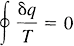 ∮ δq/T = 0